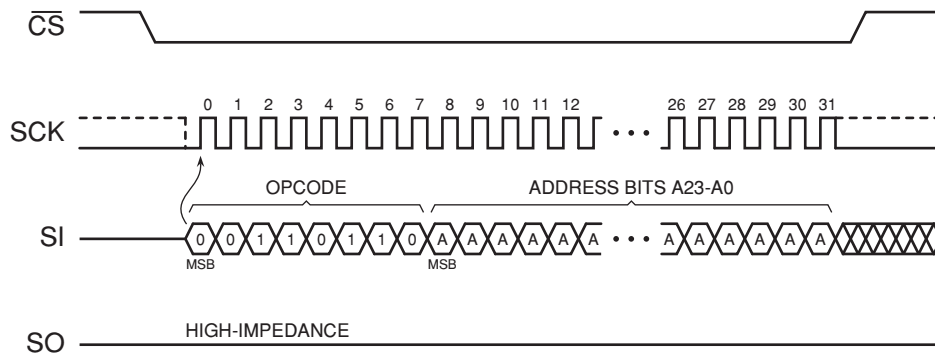 CS
0 1 2 3 4 5 6 7 8 9 10 11 12 26 27 28 29 30 31
SCK
OPCODE ADDRESS BITS A23-A0
SI 0 0 1 1 0 1 1 0 A A A A A A • • • A A A A A A
MSB MSB
HIGH-IMPEDANCE
SO